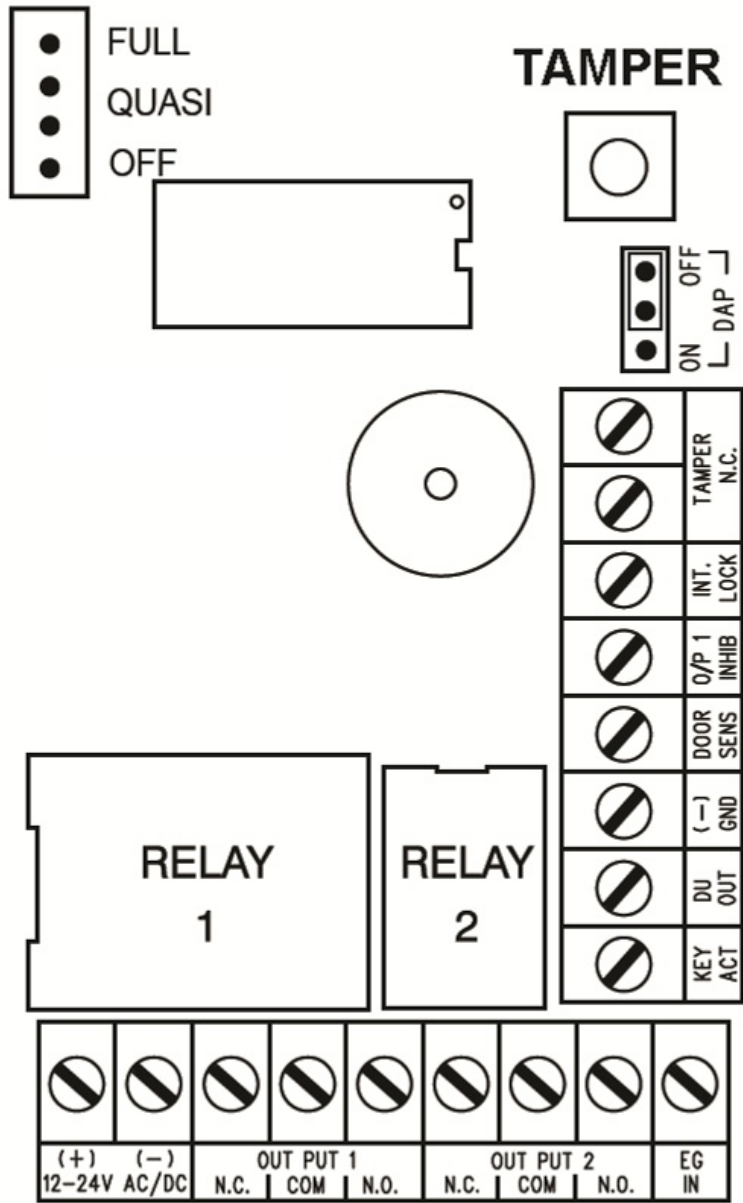 FULL
QUASI
OFF
TAMPER
OFF
DAP
ON
TAMPER
N.C.
INT.
LOCK
O/P 1
INHIB
DOOR
SENS
(-)
GND
DU
OUT
KEY
ACT
RELAY
1
RELAY
2
(+) (-)
12-24V AC/DC
OUT PUT 1
N.C. COM N.O.
OUT PUT 2
N.C. COM N.O.
EG
IN